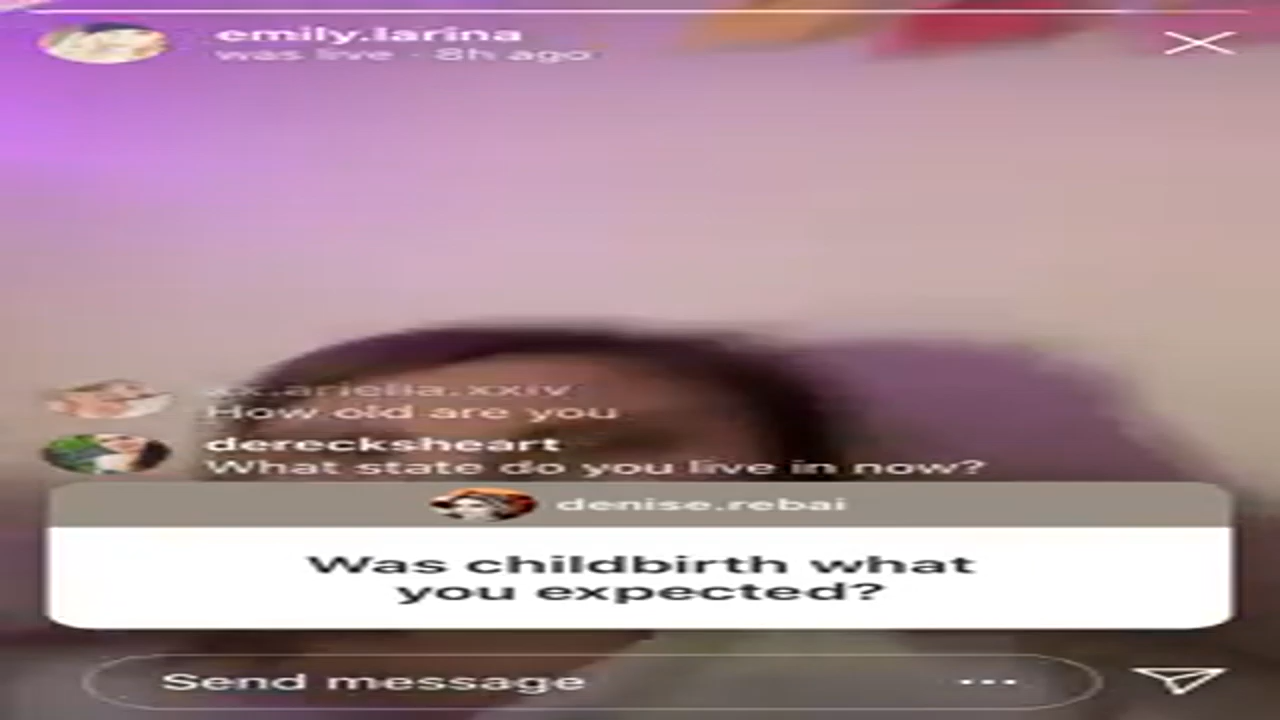 emily.larina
was live · 8h ago
How old are you
derecksheart
What state do you live in now?
denise.rebai
Was childbirth what
you expected?
Send message